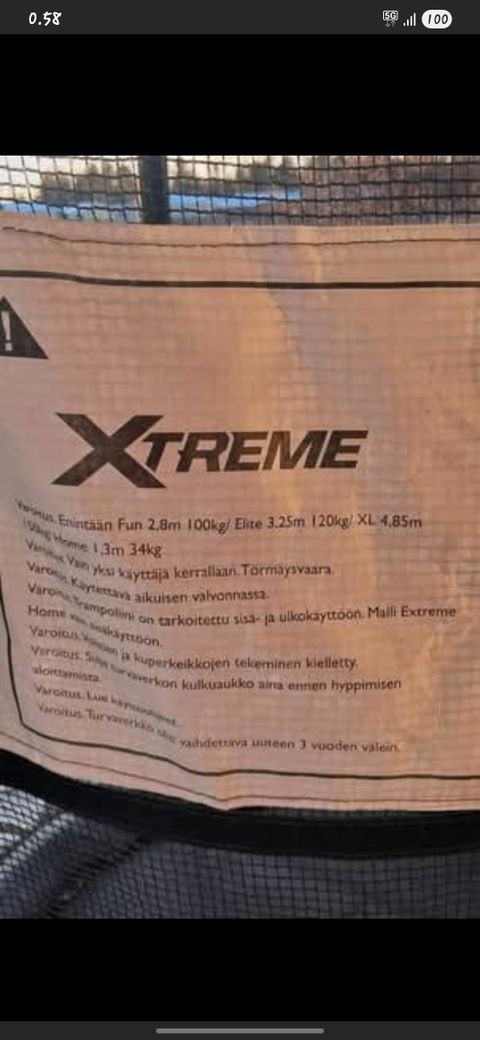 0.58
5G
100
XTREME
Varoitus. Enintään Fun 2,8m 100kg/ Elite 3,25m 120kg/ XL 4,85m
150kg/ Home 1,3m 34kg
Varoitus. Vain yksi käyttäjä kerrallaan. Törmäysvaara.
Varoitus. Käytettävä aikuisen valvonnassa.
Varoitus. Trampoliini on tarkoitettu sisä- ja ulkokäyttöön. Malli Extreme
Home vain sisäkäyttöön.
Varoitus. ja kuperkeikkojen tekeminen kielletty.
Varoitus. Sulje turvaverkon kulkuaukko aina ennen hyppimisen
aloittamista.
Varoitus. Lue käyttöohjeet.
Varoitus. Turvaverkko vaihdettava uuteen 3 vuoden välein.